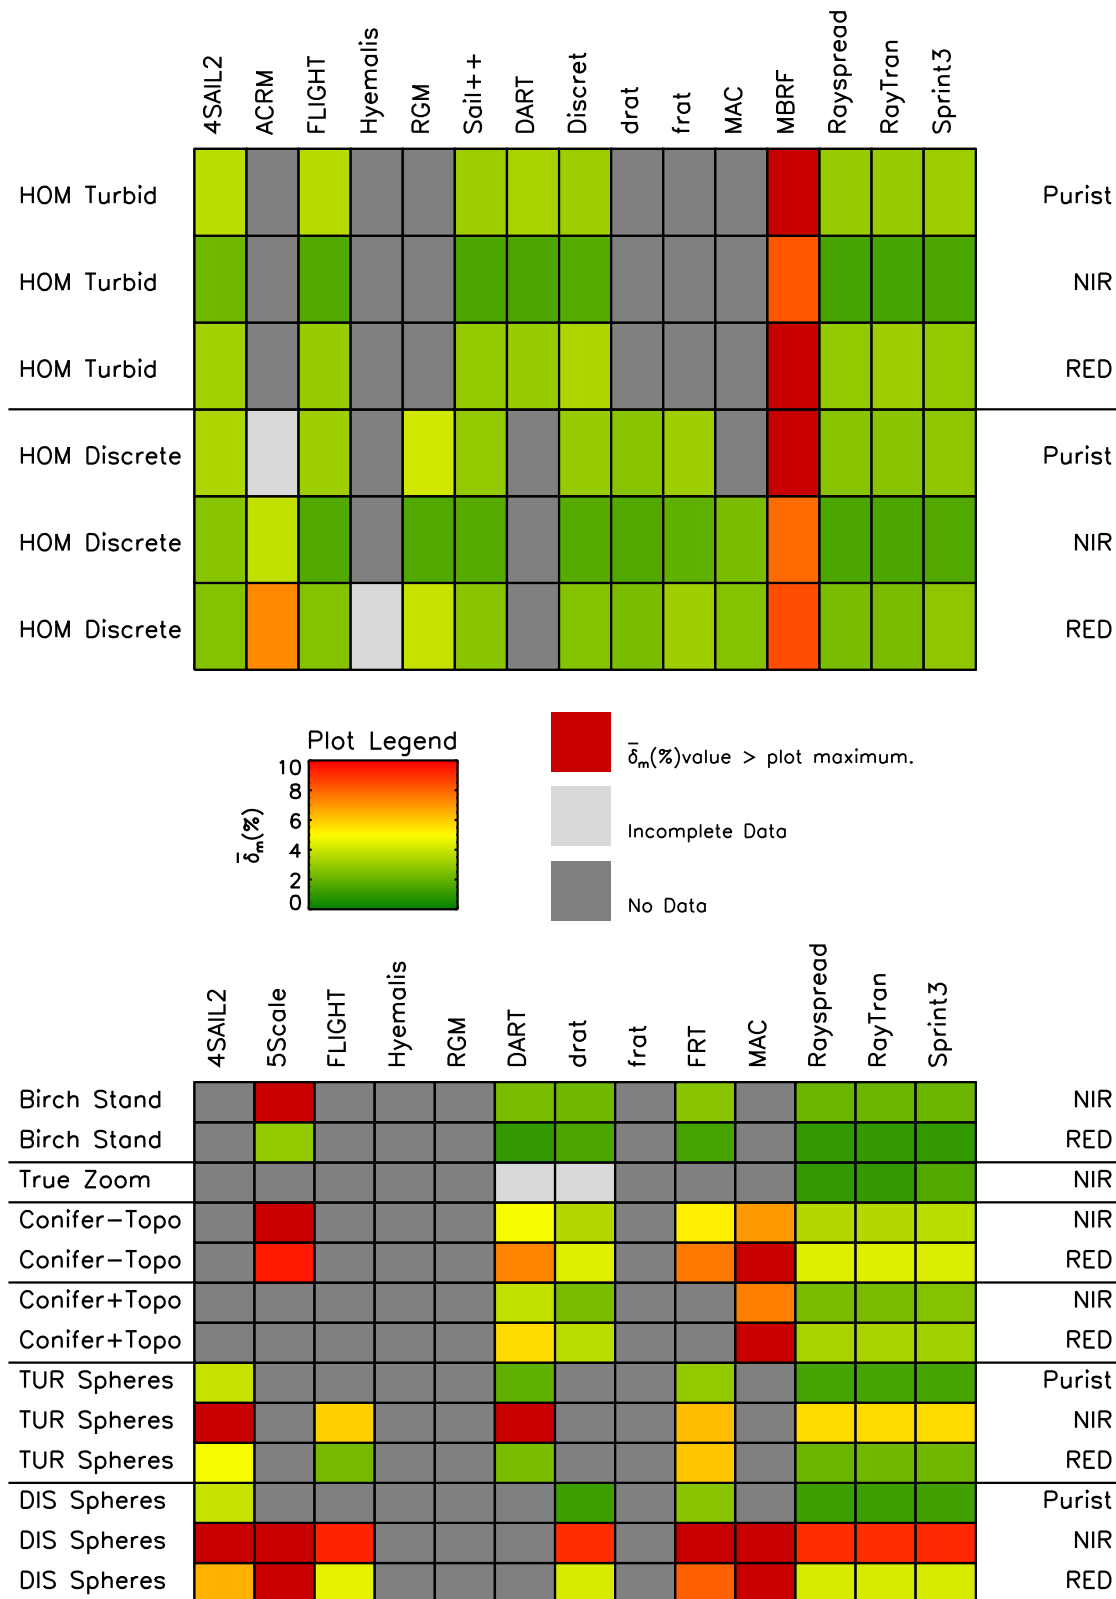 4SAIL2 ACRM FLIGHT Hyemalis RGM Sail++ DART Discret drat frat MAC MBRF Rayspread RayTran Sprint3
HOM Turbid Purist
HOM Turbid NIR
HOM Turbid RED
HOM Discrete Purist
HOM Discrete NIR
HOM Discrete RED
Plot Legend
10
8
6
4
2
0
δ̄m(%)
δ̄m(%)value > plot maximum.
Incomplete Data
No Data
4SAIL2 5Scale FLIGHT Hyemalis RGM DART drat frat FRT MAC Rayspread RayTran Sprint3
Birch Stand NIR
Birch Stand RED
True Zoom NIR
Conifer−Topo NIR
Conifer−Topo RED
Conifer+Topo NIR
Conifer+Topo RED
TUR Spheres Purist
TUR Spheres NIR
TUR Spheres RED
DIS Spheres Purist
DIS Spheres NIR
DIS Spheres RED